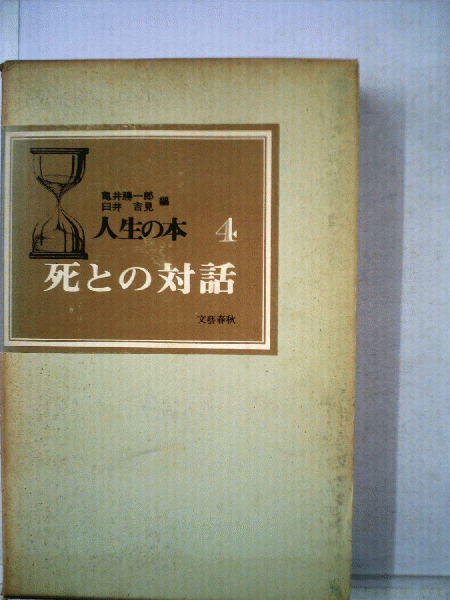 亀井勝一郎
臼井 吉見 編
人生の本 4
死との対話
文藝春秋